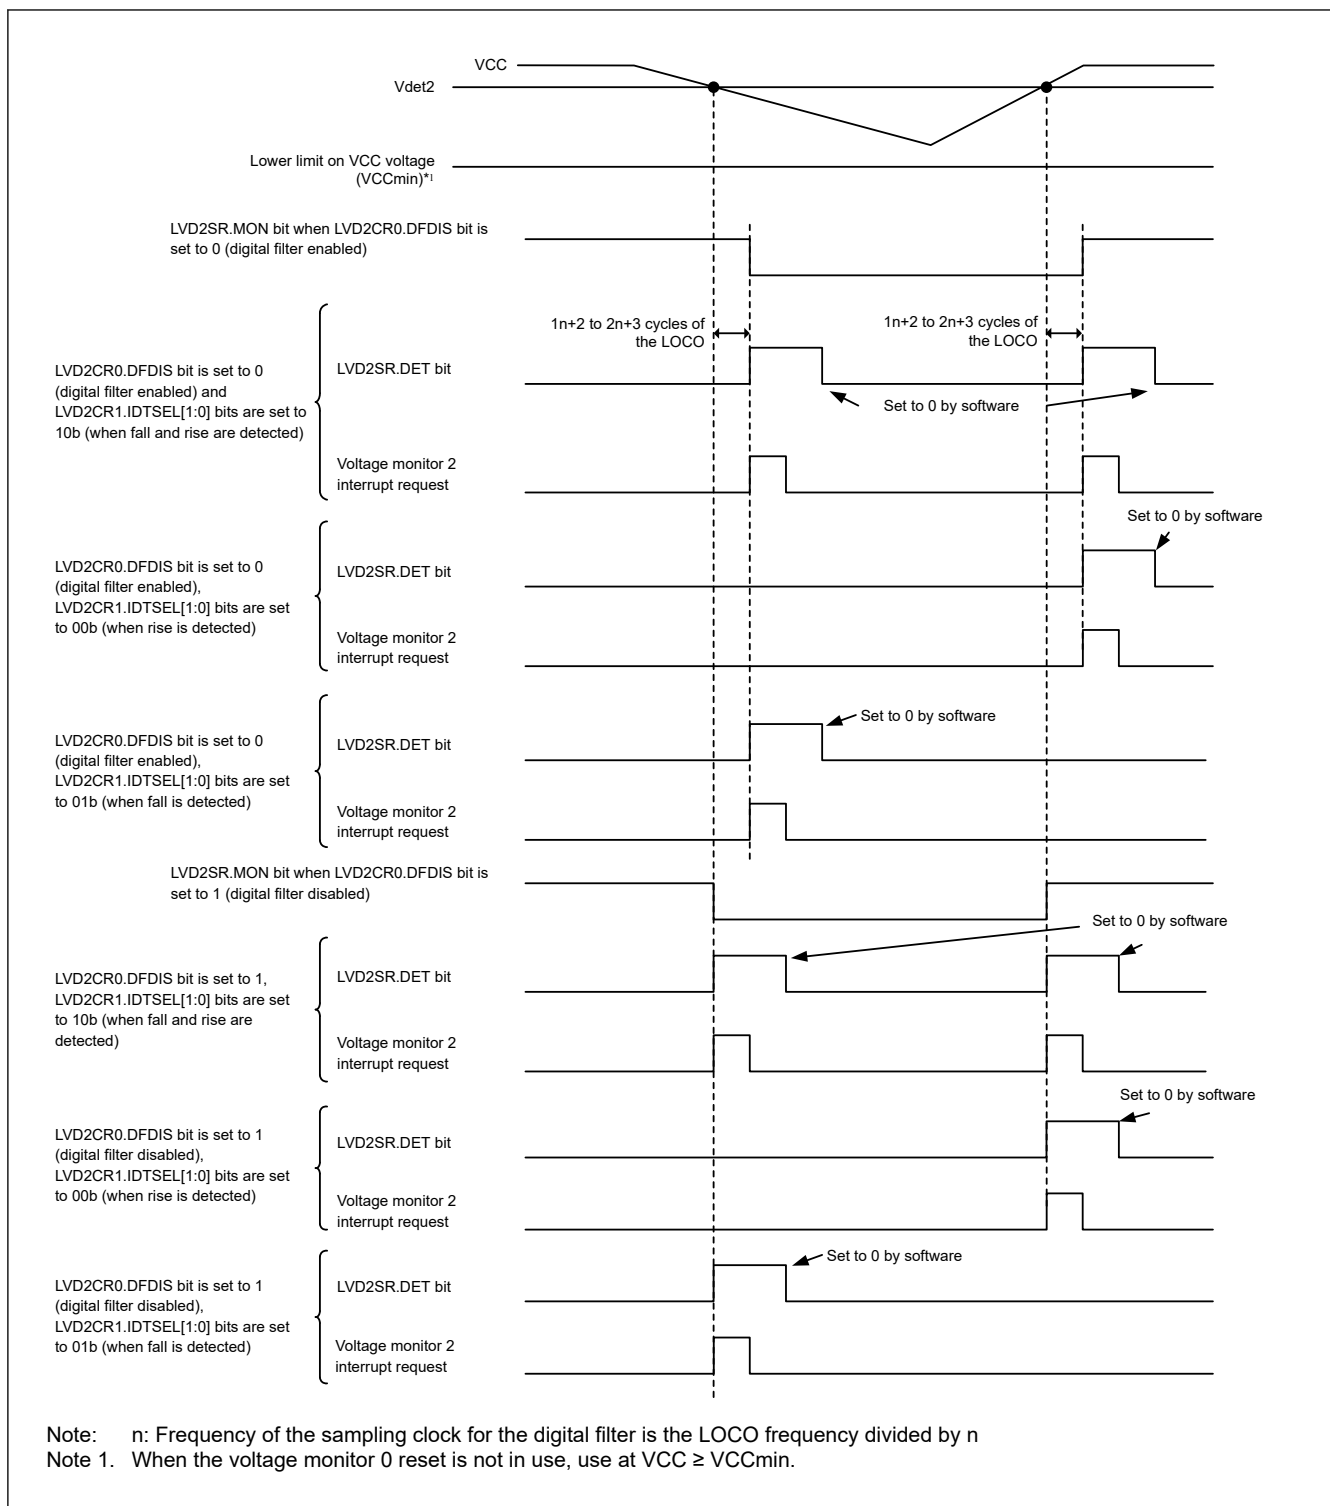 VCC
Vdet2
Lower limit on VCC voltage
(VCCmin)*1
LVD2SR.MON bit when LVD2CR0.DFDIS bit is
set to 0 (digital filter enabled)
1n+2 to 2n+3 cycles of
the LOCO
1n+2 to 2n+3 cycles of
the LOCO
LVD2CR0.DFDIS bit is set to 0
(digital filter enabled) and
LVD2CR1.IDTSEL[1:0] bits are set to
10b (when fall and rise are detected)
LVD2SR.DET bit
Set to 0 by software
Voltage monitor 2
interrupt request
Set to 0 by software
LVD2CR0.DFDIS bit is set to 0
(digital filter enabled),
LVD2CR1.IDTSEL[1:0] bits are set
to 00b (when rise is detected)
LVD2SR.DET bit
Voltage monitor 2
interrupt request
Set to 0 by software
LVD2CR0.DFDIS bit is set to 0
(digital filter enabled),
LVD2CR1.IDTSEL[1:0] bits are set
to 01b (when fall is detected)
LVD2SR.DET bit
Voltage monitor 2
interrupt request
LVD2SR.MON bit when LVD2CR0.DFDIS bit is
set to 1 (digital filter disabled)
Set to 0 by software
LVD2CR0.DFDIS bit is set to 1,
LVD2CR1.IDTSEL[1:0] bits are set
to 10b (when fall and rise are
detected)
LVD2SR.DET bit
Voltage monitor 2
interrupt request
Set to 0 by software
LVD2CR0.DFDIS bit is set to 1
(digital filter disabled),
LVD2CR1.IDTSEL[1:0] bits are set
to 00b (when rise is detected)
LVD2SR.DET bit
Voltage monitor 2
interrupt request
Set to 0 by software
LVD2CR0.DFDIS bit is set to 1
(digital filter disabled),
LVD2CR1.IDTSEL[1:0] bits are set
to 01b (when fall is detected)
LVD2SR.DET bit
Voltage monitor 2
interrupt request
Note: n: Frequency of the sampling clock for the digital filter is the LOCO frequency divided by n
Note 1. When the voltage monitor 0 reset is not in use, use at VCC ≥ VCCmin.